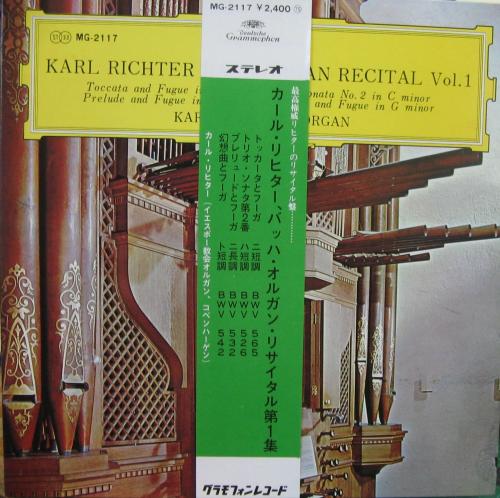 MG-2117 ¥2,400
Deutsche
Grammophon
ステレオ
STEREO MG-2117
KARL RICHTER AN RECITAL Vol.1
Toccata and Fugue in onata No. 2 in C minor
Prelude and Fugue in and Fugue in G minor
KAR ORGAN
最高権威リヒターのリサイタル盤…………
カール・リヒター、バッハ・オルガン・リサイタル第1集
トッカータとフーガ ニ短調 BWV 565
トリオ・ソナタ第2番 ハ短調 BWV 526
プレリュードとフーガ ニ長調 BWV 532
幻想曲とフーガ ト短調 BWV 542
カール・リヒター(イエスボー教会オルガン、コペンハーゲン)
グラモフォンレコード